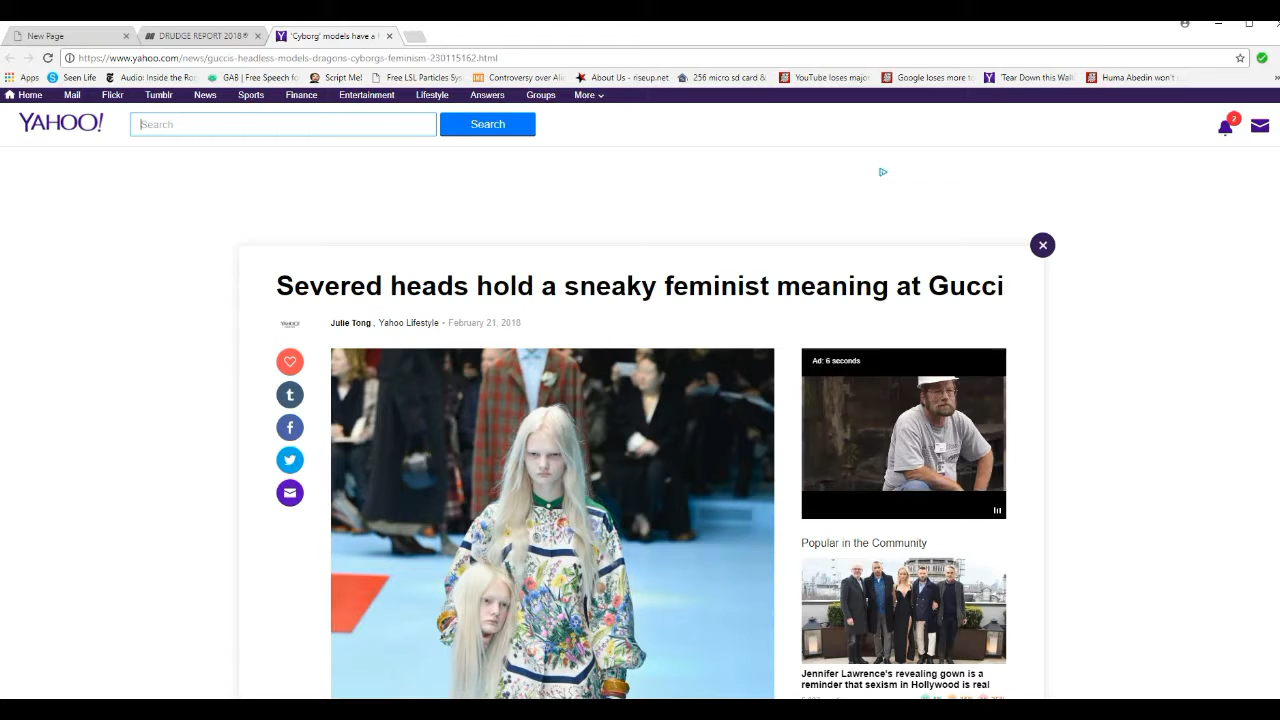 New Page
DRUDGE REPORT 2018®
'Cyborg' models have a
https://www.yahoo.com/news/guccis-headless-models-dragons-cyborgs-feminism-230115162.html
Apps
Seen Life
Audio: Inside the Ro
GAB | Free Speech fo
Script Me!
Free LSL Particle Sys
Controversy over Ali
About Us - riseup.net
256 micro sd card &
YouTube loses major
Google loses more t
Tear Down this Wall
Huma Abedin won't
Home
Mail
Flickr
Tumblr
News
Sports
Finance
Entertainment
Lifestyle
Answers
Groups
More
YAHOO!
Search
Search
2
Severed heads hold a sneaky feminist meaning at Gucci
Julie Tong , Yahoo Lifestyle • February 21, 2018
Ad: 6 seconds
Popular in the Community
Jennifer Lawrence's revealing gown is a
reminder that sexism in Hollywood is real